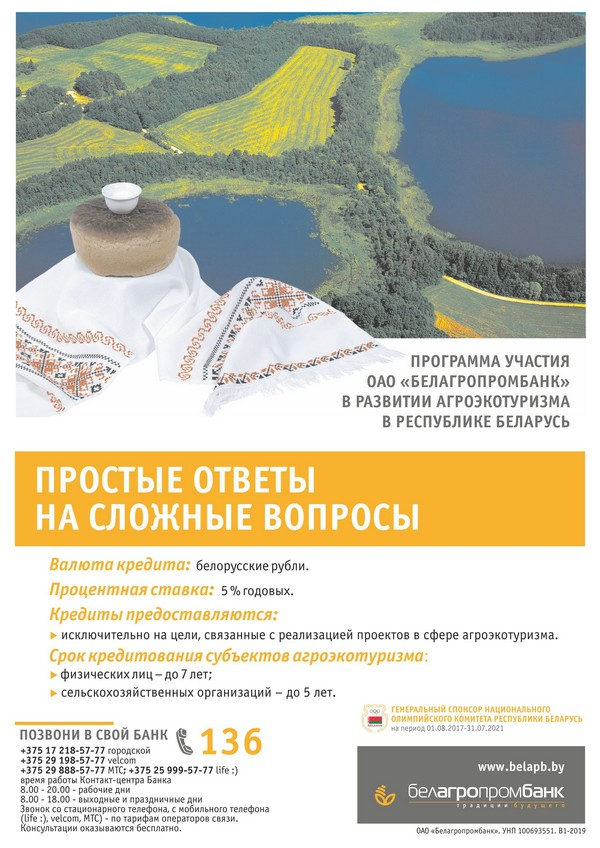 ПРОГРАММА УЧАСТИЯ
ОАО «БЕЛАГРОПРОМБАНК»
В РАЗВИТИИ АГРОЭКОТУРИЗМА
В РЕСПУБЛИКЕ БЕЛАРУСЬ
ПРОСТЫЕ ОТВЕТЫ
НА СЛОЖНЫЕ ВОПРОСЫ
Валюта кредита: белорусские рубли.
Процентная ставка: 5 % годовых.
Кредиты предоставляются:
исключительно на цели, связанные с реализацией проектов в сфере агроэкотуризма.
Срок кредитования субъектов агроэкотуризма:
физических лиц – до 7 лет;
сельскохозяйственных организаций – до 5 лет.
ГЕНЕРАЛЬНЫЙ СПОНСОР НАЦИОНАЛЬНОГО
ОЛИМПИЙСКОГО КОМИТЕТА РЕСПУБЛИКИ БЕЛАРУСЬ
на период 01.08.2017-31.07.2021
ПОЗВОНИ В СВОЙ БАНК 136
+375 17 218-57-77 городской
+375 29 198-57-77 velcom
+375 29 888-57-77 МТС; +375 25 999-57-77 life :)
время работы Контакт-центра Банка
8.00 - 20.00 - рабочие дни
8.00 - 18.00 - выходные и праздничные дни
Звонок со стационарного телефона, с мобильного телефона
(life :), velcom, МТС) - по тарифам операторов связи.
Консультации оказываются бесплатно.
www.belapb.by
белагропромбанк
традиции будущего
ОАО «Белагропромбанк». УНП 100693551. В1-2019